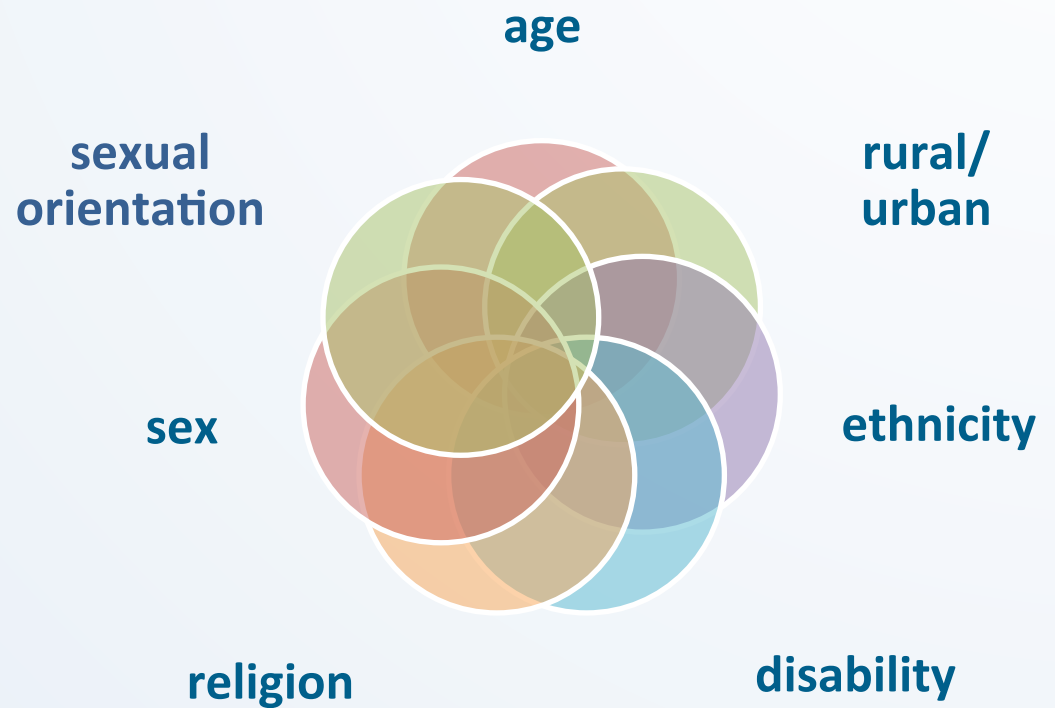 age
sexual
orientation
rural/
urban
sex
ethnicity
religion
disability